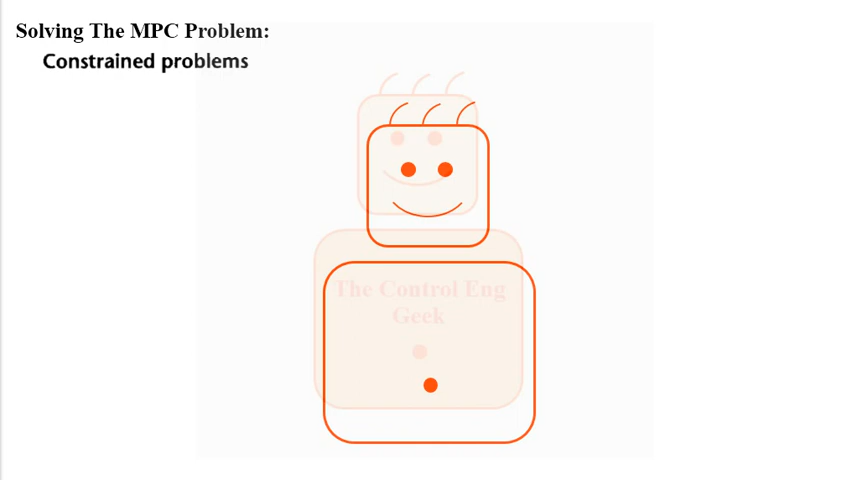 Solving The MPC Problem:
Constrained problems
The Control Eng
Geek